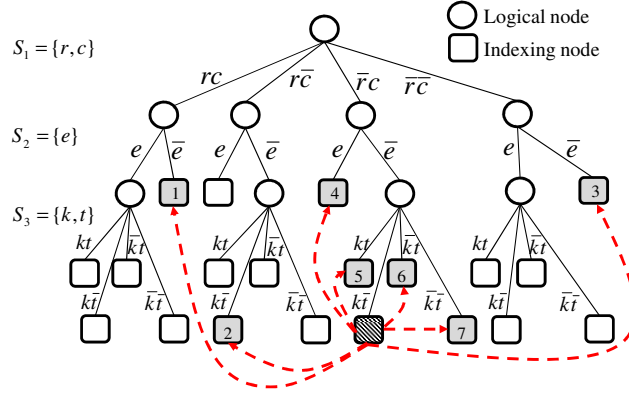 Logical node
Indexing node
S₁ = {r, c}
rc r c̅ r̅ c r̅ c̅
S₂ = {e}
e e̅ e e̅ e e̅ e e̅
1 4 3
S₃ = {k, t}
kt k̅t kt k̅t kt k̅t kt k̅t
5 6
kt̅ k̅t̅ kt̅ k̅t̅ kt̅ k̅t̅ kt̅ k̅t̅
2 7